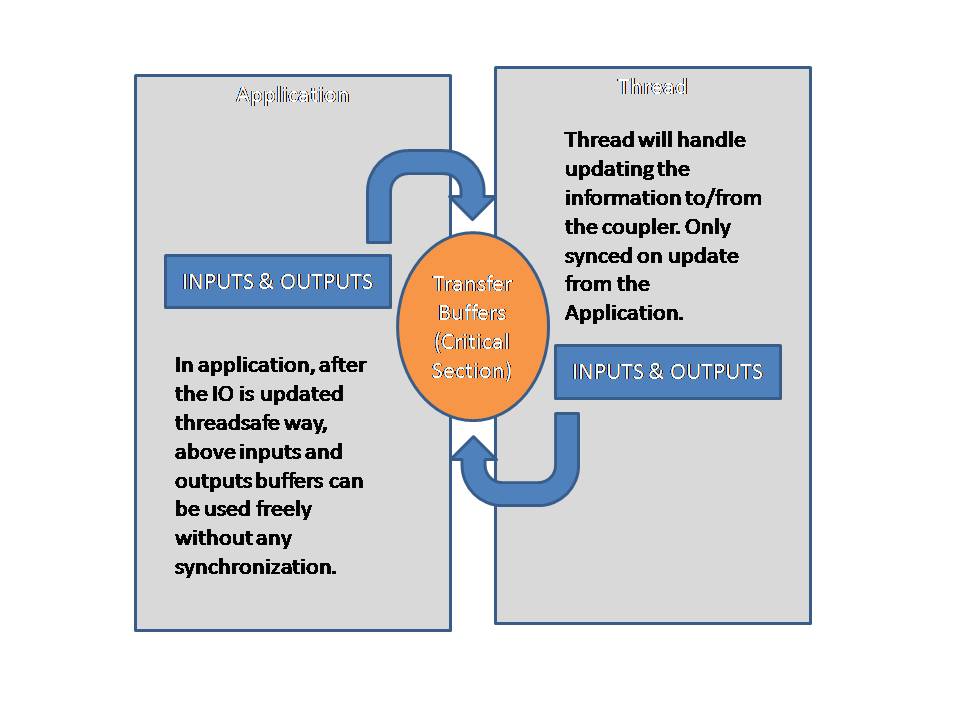 Application
INPUTS & OUTPUTS
In application, after
the IO is updated
threadsafe way,
above inputs and
outputs buffers can
be used freely
without any
synchronization.
Transfer
Buffers
(Critical
Section)
Thread
Thread will handle
updating the
information to/from
the coupler. Only
synced on update
from the
Application.
INPUTS & OUTPUTS